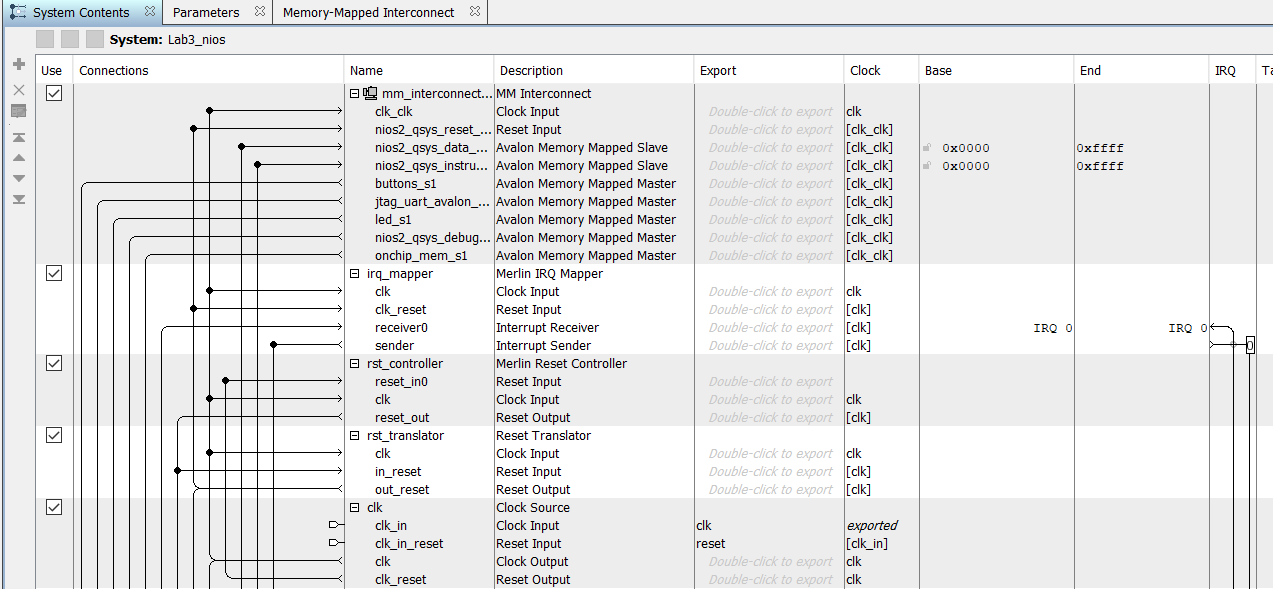 System Contents Parameters Memory-Mapped Interconnect
System: Lab3_nios
Use Connections Name Description Export Clock Base End IRQ Ta
mm_interconnect... MM Interconnect
clk_clk Clock Input Double-click to export clk
nios2_qsys_reset_... Reset Input Double-click to export [clk_clk]
nios2_qsys_data_... Avalon Memory Mapped Slave Double-click to export [clk_clk] 0x0000 0xffff
nios2_qsys_instru... Avalon Memory Mapped Slave Double-click to export [clk_clk] 0x0000 0xffff
buttons_s1 Avalon Memory Mapped Master Double-click to export [clk_clk]
jtag_uart_avalon_... Avalon Memory Mapped Master Double-click to export [clk_clk]
led_s1 Avalon Memory Mapped Master Double-click to export [clk_clk]
nios2_qsys_debug... Avalon Memory Mapped Master Double-click to export [clk_clk]
onchip_mem_s1 Avalon Memory Mapped Master Double-click to export [clk_clk]
irq_mapper Merlin IRQ Mapper
clk Clock Input Double-click to export clk
clk_reset Reset Input Double-click to export [clk]
receiver0 Interrupt Receiver Double-click to export [clk] IRQ 0 IRQ 0
sender Interrupt Sender Double-click to export [clk] 0
rst_controller Merlin Reset Controller
reset_in0 Reset Input Double-click to export
clk Clock Input Double-click to export clk
reset_out Reset Output Double-click to export [clk]
rst_translator Reset Translator
clk Clock Input Double-click to export clk
in_reset Reset Input Double-click to export [clk]
out_reset Reset Output Double-click to export [clk]
clk Clock Source
clk_in Clock Input clk exported
clk_in_reset Reset Input reset [clk_in]
clk Clock Output Double-click to export clk
clk_reset Reset Output Double-click to export clk